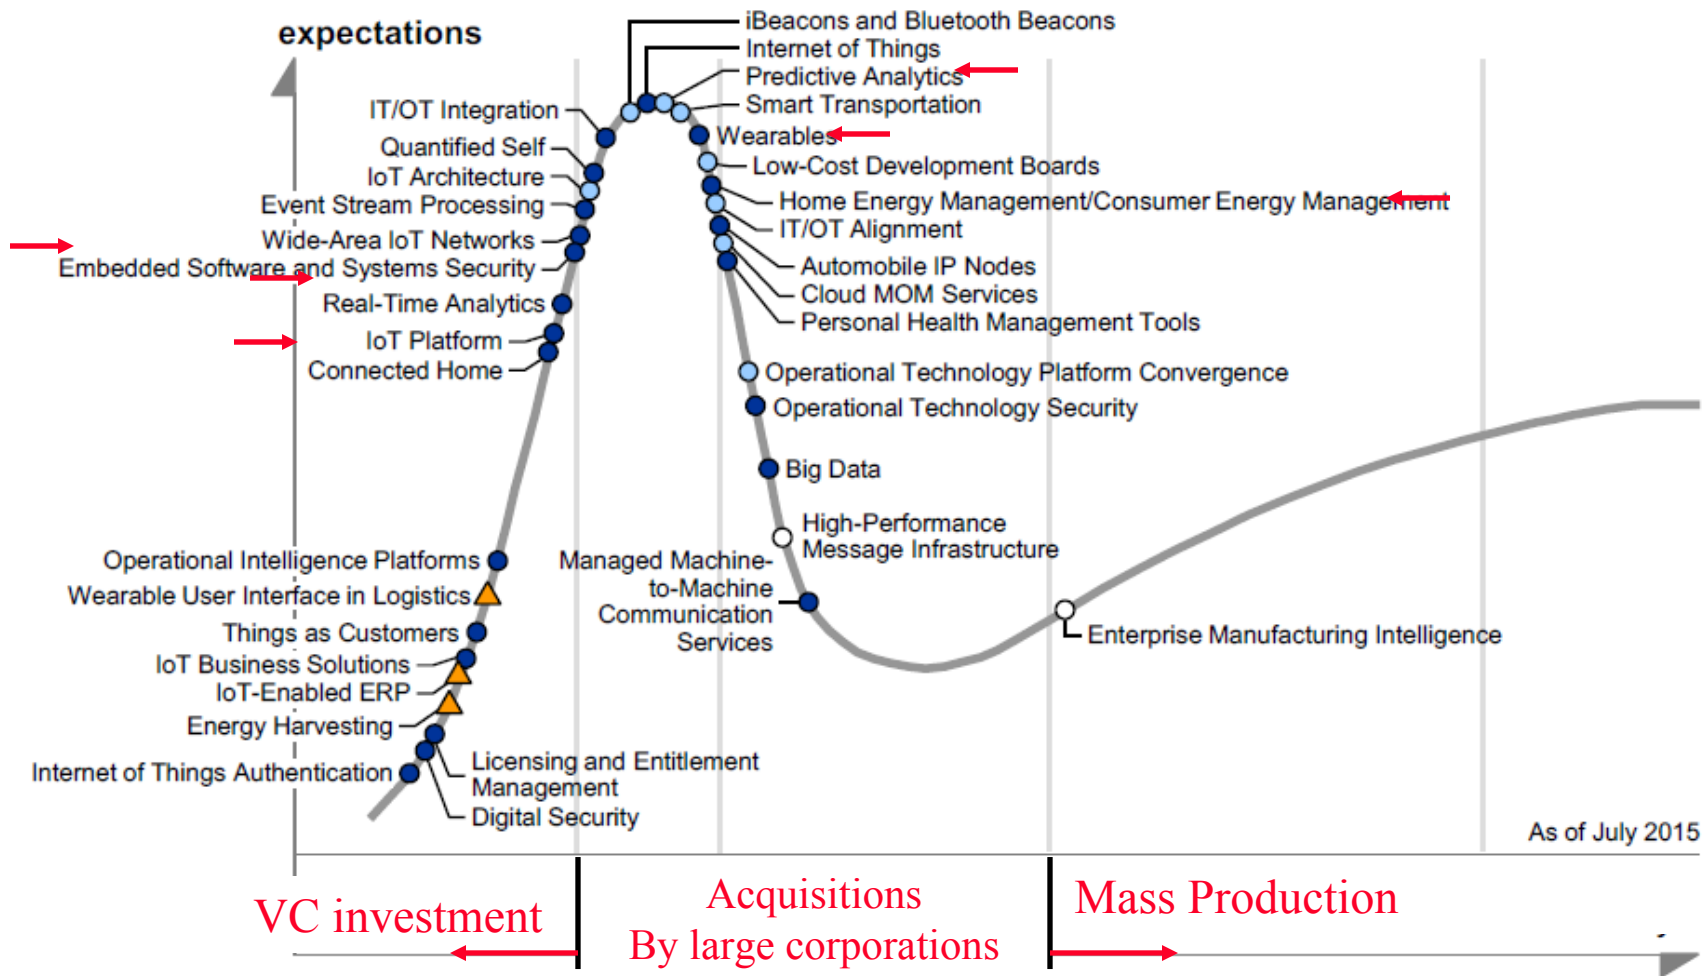 expectations
iBeacons and Bluetooth Beacons
Internet of Things
Predictive Analytics
Smart Transportation
Wearables
Low-Cost Development Boards
Home Energy Management/Consumer Energy Management
IT/OT Alignment
Automobile IP Nodes
Cloud MOM Services
Personal Health Management Tools
Operational Technology Platform Convergence
Operational Technology Security
Big Data
High-Performance
Message Infrastructure
Managed Machine-
to-Machine
Communication
Services
Enterprise Manufacturing Intelligence
IT/OT Integration
Quantified Self
IoT Architecture
Event Stream Processing
Wide-Area IoT Networks
Embedded Software and Systems Security
Real-Time Analytics
IoT Platform
Connected Home
Operational Intelligence Platforms
Wearable User Interface in Logistics
Things as Customers
IoT Business Solutions
IoT-Enabled ERP
Energy Harvesting
Internet of Things Authentication
Licensing and Entitlement
Management
Digital Security
As of July 2015
VC investment
Acquisitions
By large corporations
Mass Production